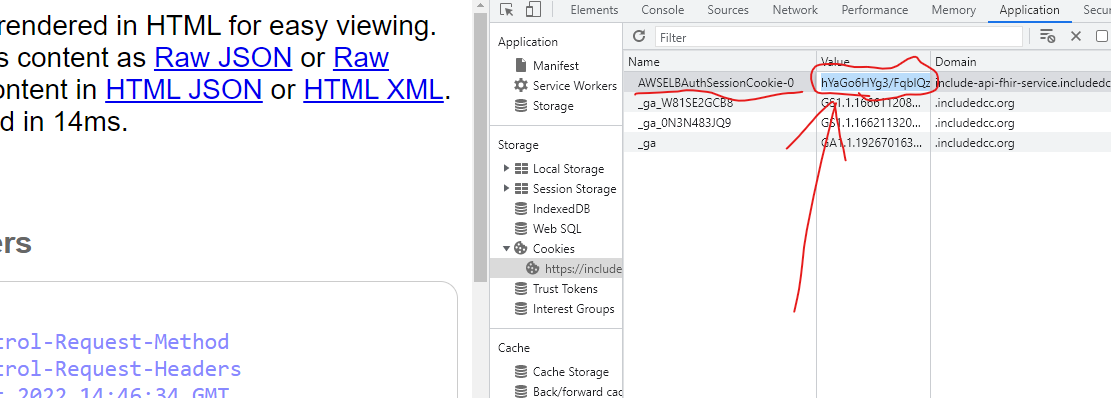 rendered in HTML for easy viewing.
s content as Raw JSON or Raw
ontent in HTML JSON or HTML XML.
d in 14ms.
ers
trol-Request-Method
trol-Request-Headers
2022 14:46:34 GMT
Elements Console Sources Network Performance Memory Application
Application
Manifest
Service Workers
Storage
Storage
Local Storage
Session Storage
IndexedDB
Web SQL
Cookies
https://include
Trust Tokens
Interest Groups
Cache
Cache Storage
Back/forward cac
Filter
Name Value Domain
AWSELBAuthSessionCookie-0 hYaGo6HYg3/FqbIQz include-api-fhir-service.includedc
_ga_W81SE2GCB8 GS1.1.166611208... .includedcc.org
_ga_0N3N483JQ9 GS1.1.166211320... .includedcc.org
_ga GA1.1.192670163... .includedcc.org